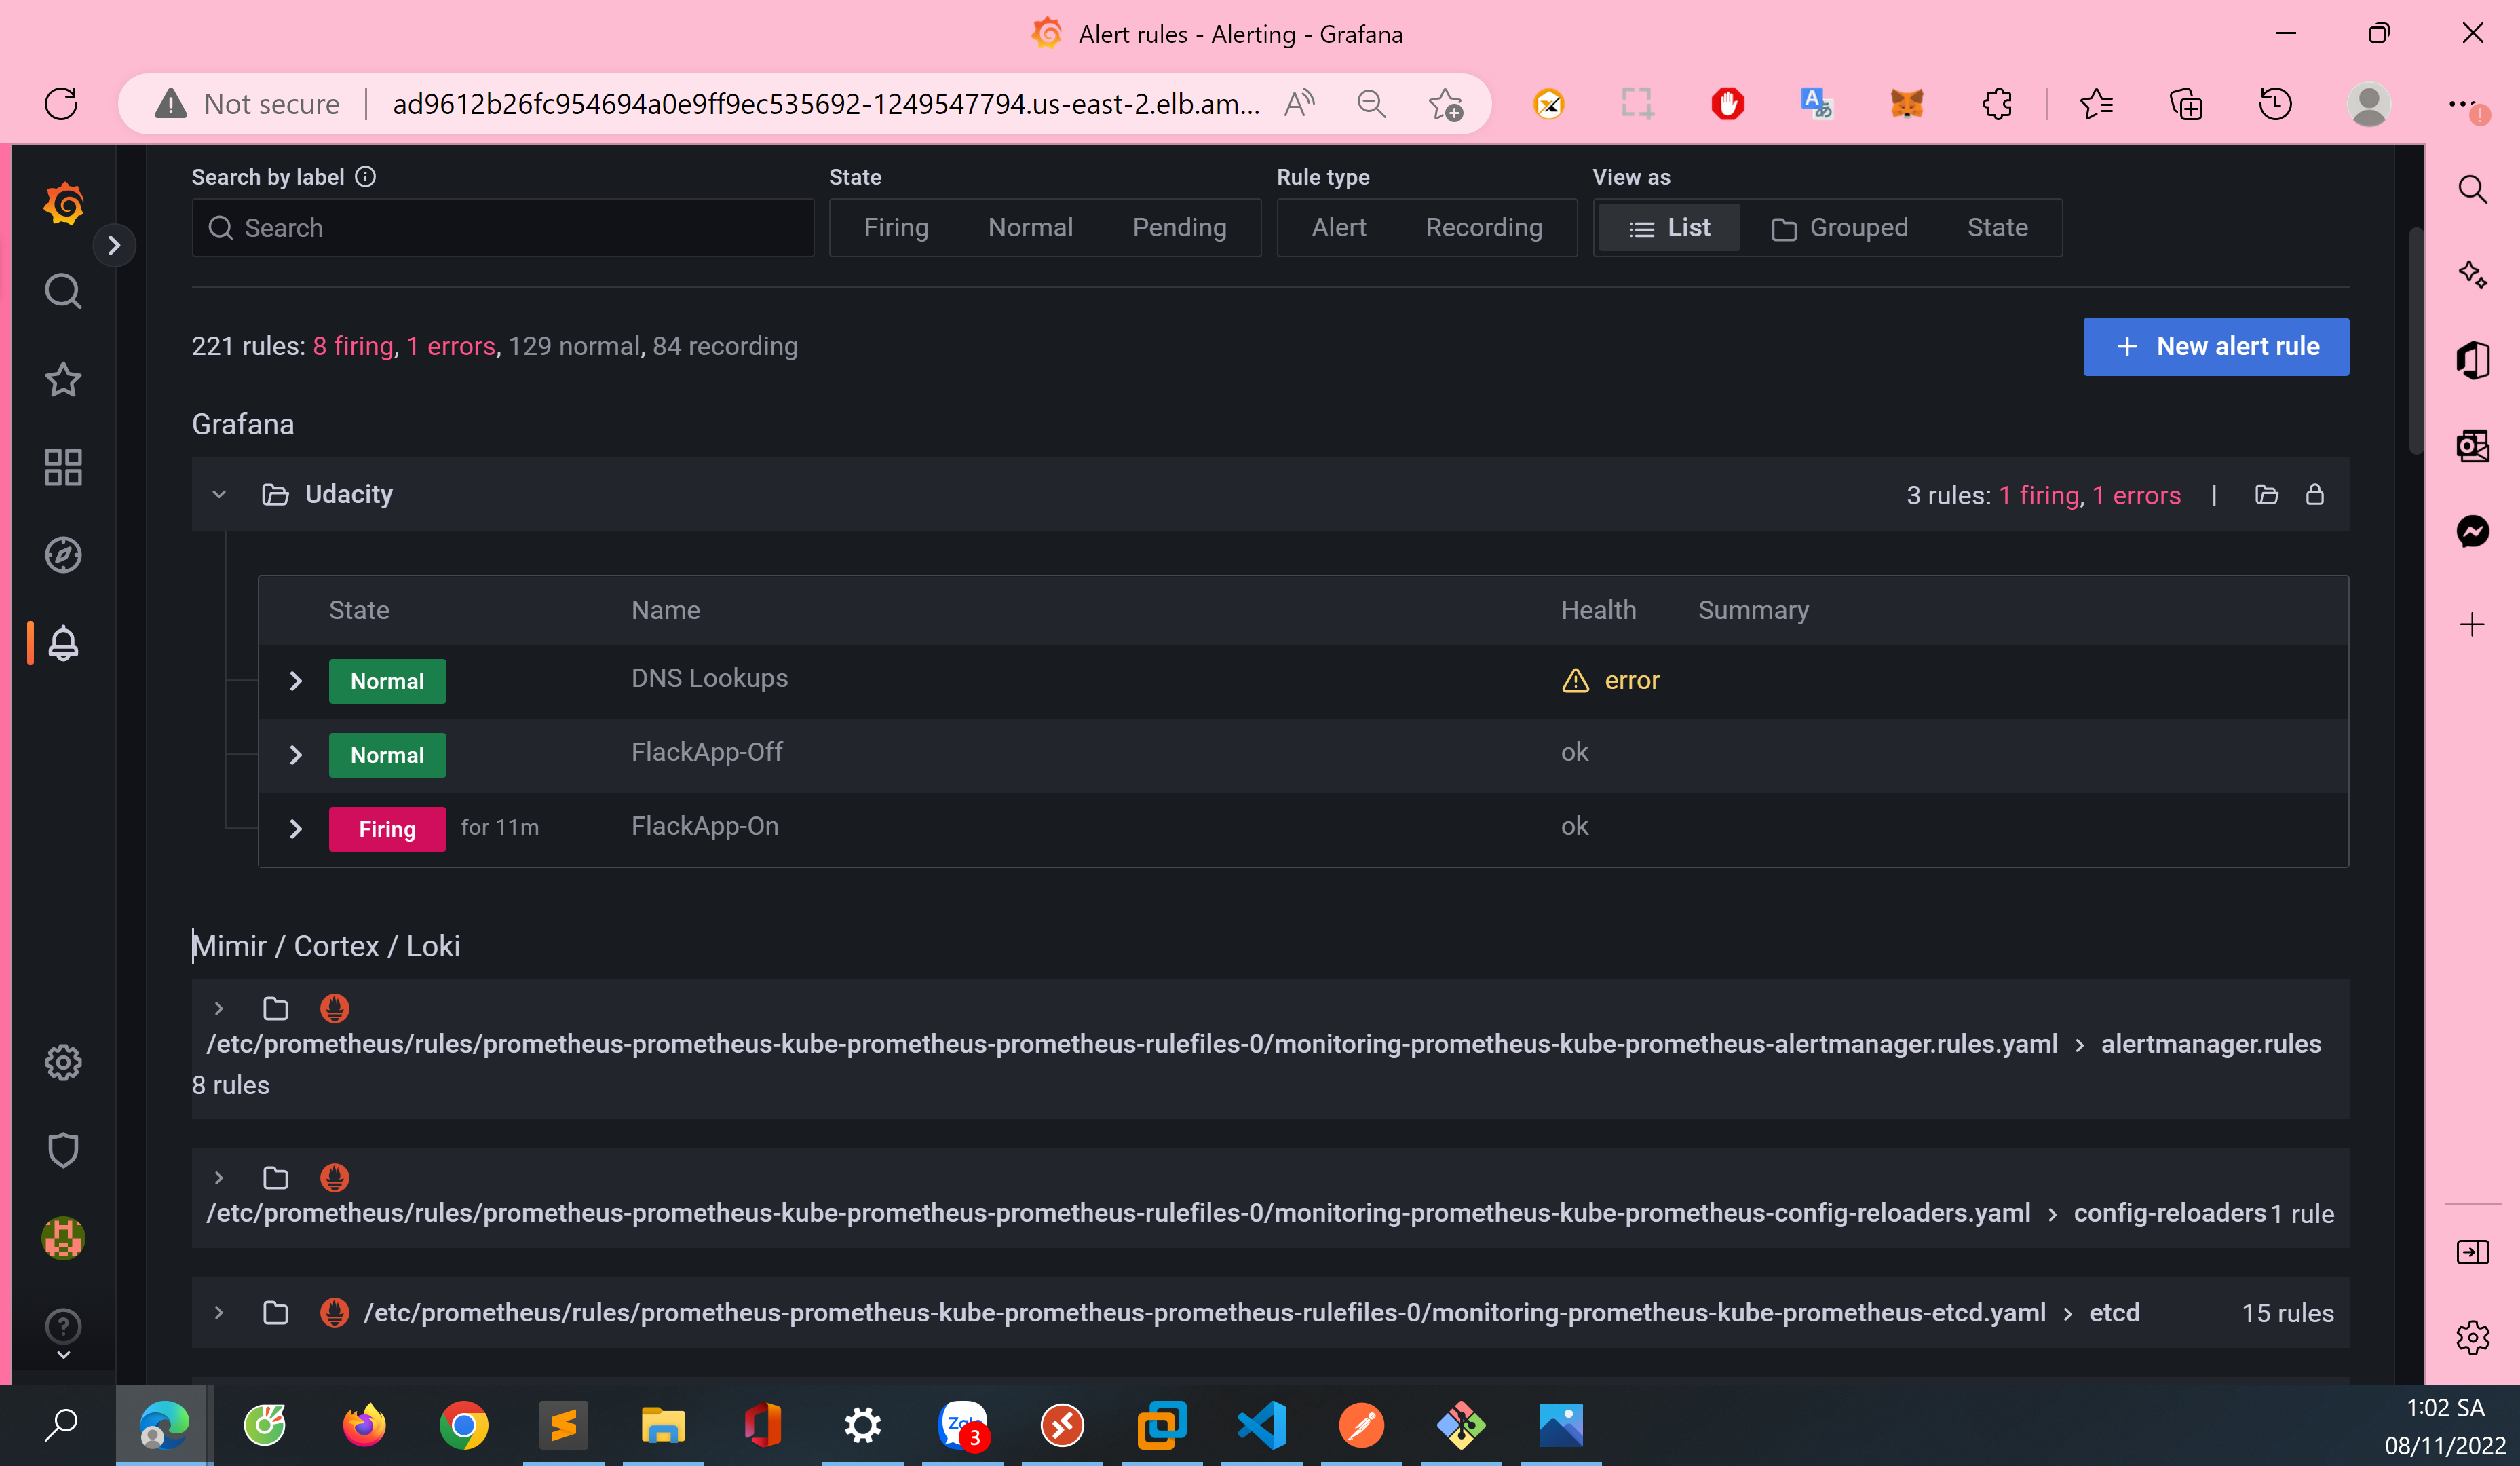 Alert rules - Alerting - Grafana
Not secure
ad9612b26fc954694a0e9ff9ec535692-1249547794.us-east-2.elb.am...
Search by label
State
Rule type
View as
Search
Firing
Normal
Pending
Alert
Recording
List
Grouped
State
221 rules: 8 firing, 1 errors, 129 normal, 84 recording
+ New alert rule
Grafana
Udacity
3 rules: 1 firing, 1 errors |
State
Name
Health
Summary
Normal
DNS Lookups
error
Normal
FlackApp-Off
ok
Firing
for 11m
FlackApp-On
ok
Mimir / Cortex / Loki
/etc/prometheus/rules/prometheus-prometheus-kube-prometheus-prometheus-rulefiles-0/monitoring-prometheus-kube-prometheus-alertmanager.rules.yaml > alertmanager.rules
8 rules
/etc/prometheus/rules/prometheus-prometheus-kube-prometheus-prometheus-rulefiles-0/monitoring-prometheus-kube-prometheus-config-reloaders.yaml > config-reloaders 1 rule
/etc/prometheus/rules/prometheus-prometheus-kube-prometheus-prometheus-rulefiles-0/monitoring-prometheus-kube-prometheus-etcd.yaml > etcd
15 rules
Zalo
3
1:02 SA
08/11/2022